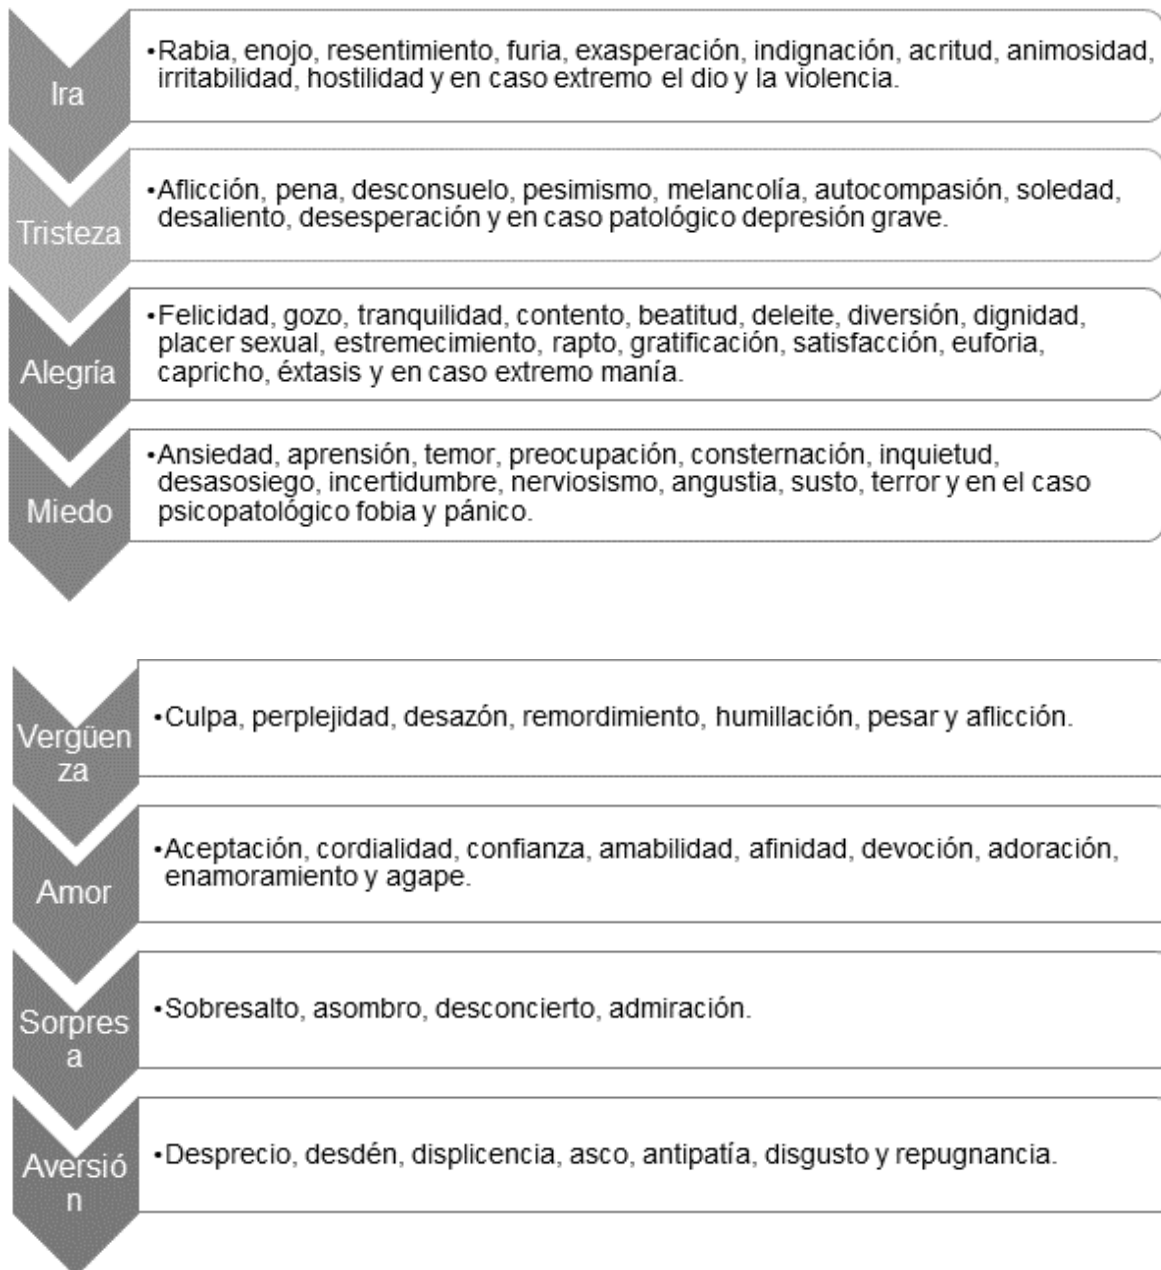 Ira
•Rabia, enojo, resentimiento, furia, exasperación, indignación, acritud, animosidad,
irritabilidad, hostilidad y en caso extremo el dio y la violencia.
Tristeza
•Aflicción, pena, desconsuelo, pesimismo, melancolía, autocompasión, soledad,
desaliento, desesperación y en caso patológico depresión grave.
Alegría
•Felicidad, gozo, tranquilidad, contento, beatitud, deleite, diversión, dignidad,
placer sexual, estremecimiento, rapto, gratificación, satisfacción, euforia,
capricho, éxtasis y en caso extremo manía.
Miedo
•Ansiedad, aprensión, temor, preocupación, consternación, inquietud,
desasosiego, incertidumbre, nerviosismo, angustia, susto, terror y en el caso
psicopatológico fobia y pánico.
Vergüen
za
•Culpa, perplejidad, desazón, remordimiento, humillación, pesar y aflicción.
Amor
•Aceptación, cordialidad, confianza, amabilidad, afinidad, devoción, adoración,
enamoramiento y agape.
Sorpres
a
•Sobresalto, asombro, desconcierto, admiración.
Aversió
n
•Desprecio, desdén, displicencia, asco, antipatía, disgusto y repugnancia.